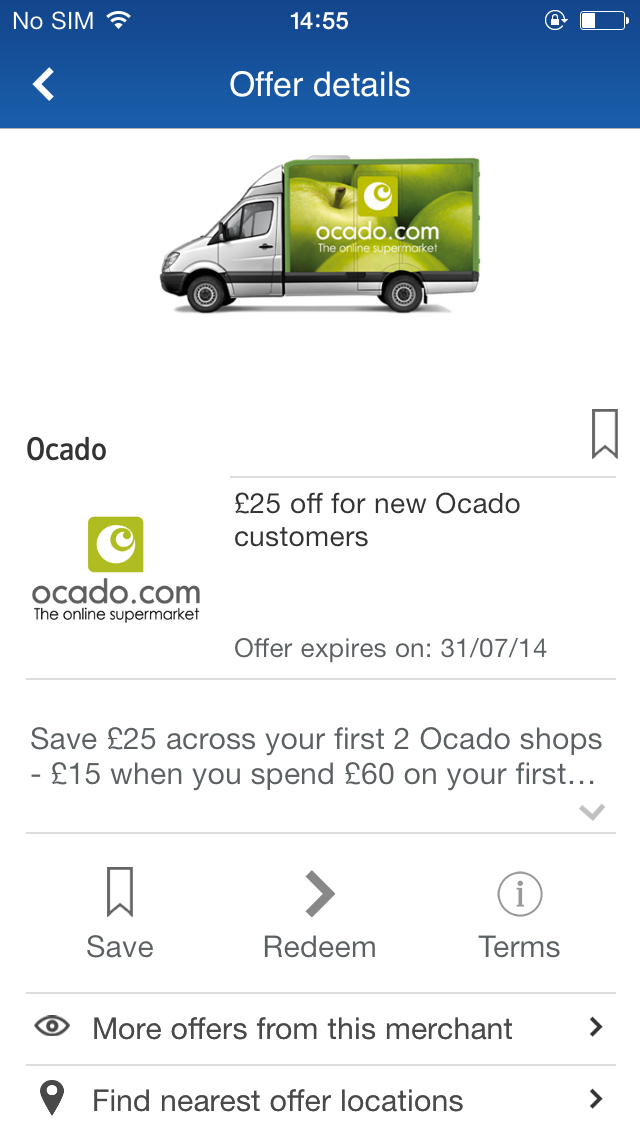 No SIM 14:55
Offer details
ocado.com
The online supermarket
Ocado
£25 off for new Ocado
customers
ocado.com
The online supermarket
Offer expires on: 31/07/14
Save £25 across your first 2 Ocado shops
- £15 when you spend £60 on your first...
Save Redeem Terms
More offers from this merchant
Find nearest offer locations